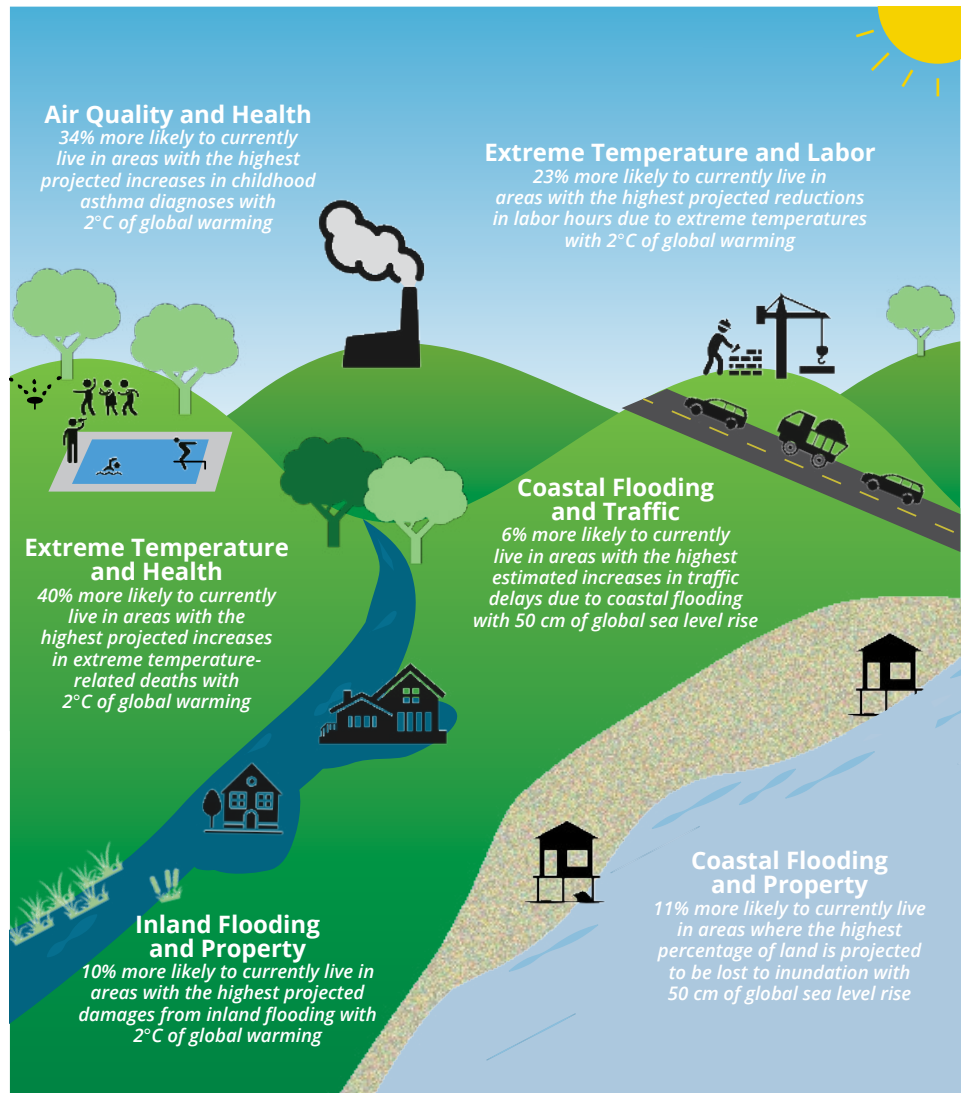 Air Quality and Health
34% more likely to currently
live in areas with the highest
projected increases in childhood
asthma diagnoses with
2°C of global warming
Extreme Temperature and Labor
23% more likely to currently live in
areas with the highest projected reductions
in labor hours due to extreme temperatures
with 2°C of global warming
Coastal Flooding
and Traffic
6% more likely to currently
live in areas with the highest
estimated increases in traffic
delays due to coastal flooding
with 50 cm of global sea level rise
Extreme Temperature
and Health
40% more likely to currently
live in areas with the
highest projected increases
in extreme temperature-
related deaths with
2°C of global warming
Coastal Flooding
and Property
11% more likely to currently live
in areas where the highest
percentage of land is projected
to be lost to inundation with
50 cm of global sea level rise
Inland Flooding
and Property
10% more likely to currently live in
areas with the highest projected
damages from inland flooding with
2°C of global warming